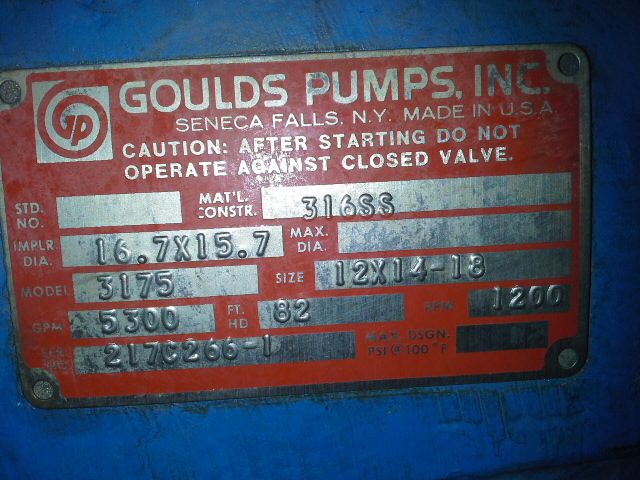 GOULDS PUMPS, INC.
SENECA FALLS, N.Y. MADE IN U.S.A
CAUTION: AFTER STARTING DO NOT
OPERATE AGAINST CLOSED VALVE.
STD. NO. MAT'L. CONSTR. 316SS
IMPLR DIA. 16.7X15.7 MAX. DIA.
MODEL 3175 SIZE 12X14-18
GPM 5300 FT. HD 82 RPM 1200
SER. 217C266-1 MAX. DSGN. PSI @ 100°F